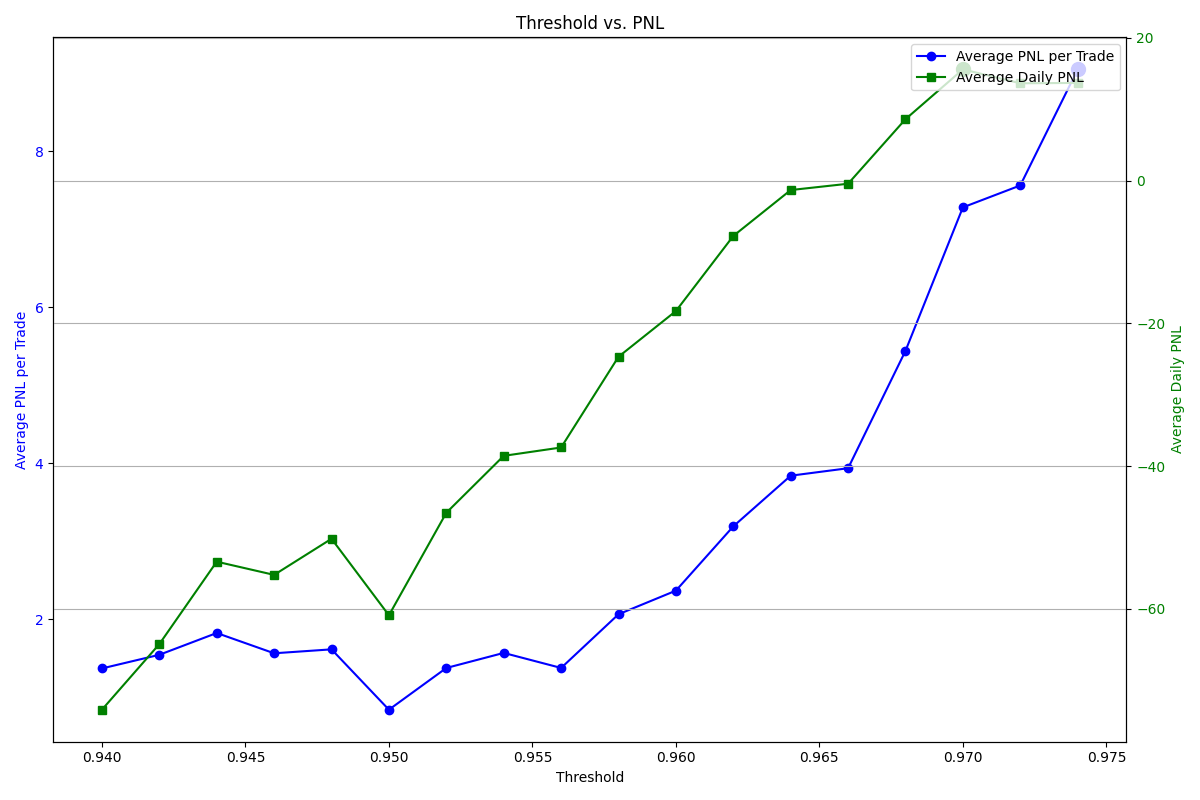 Threshold vs. PNL
Average PNL per Trade
Average Daily PNL
8
6
4
2
Average PNL per Trade
20
0
−20
−40
−60
Average Daily PNL
0.940
0.945
0.950
0.955
0.960
0.965
0.970
0.975
Threshold